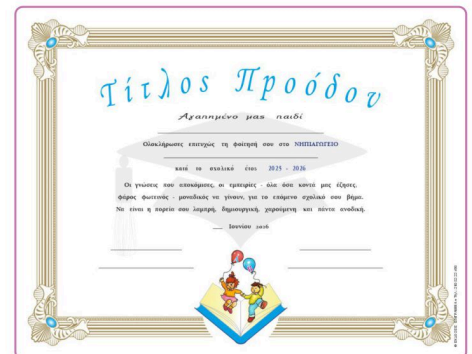 Τίτλος Προόδου
Αγαπημένο μας παιδί
Ολοκλήρωσες επιτυχώς τη φοίτησή σου στο ΝΗΠΙΑΓΩΓΕΙΟ
κατά το σχολικό έτος 2025 - 2026
Οι γνώσεις που αποκόμισες, οι εμπειρίες - όλα όσα κοντά μας έζησες,
φάρος φωτεινός - μοναδικός να γίνουν, για το επόμενο σχολικό σου βήμα.
Να είναι η πορεία σου λαμπρή, δημιουργική, χαρούμενη και πάντα ανοδική.
Ιουνίου 2026